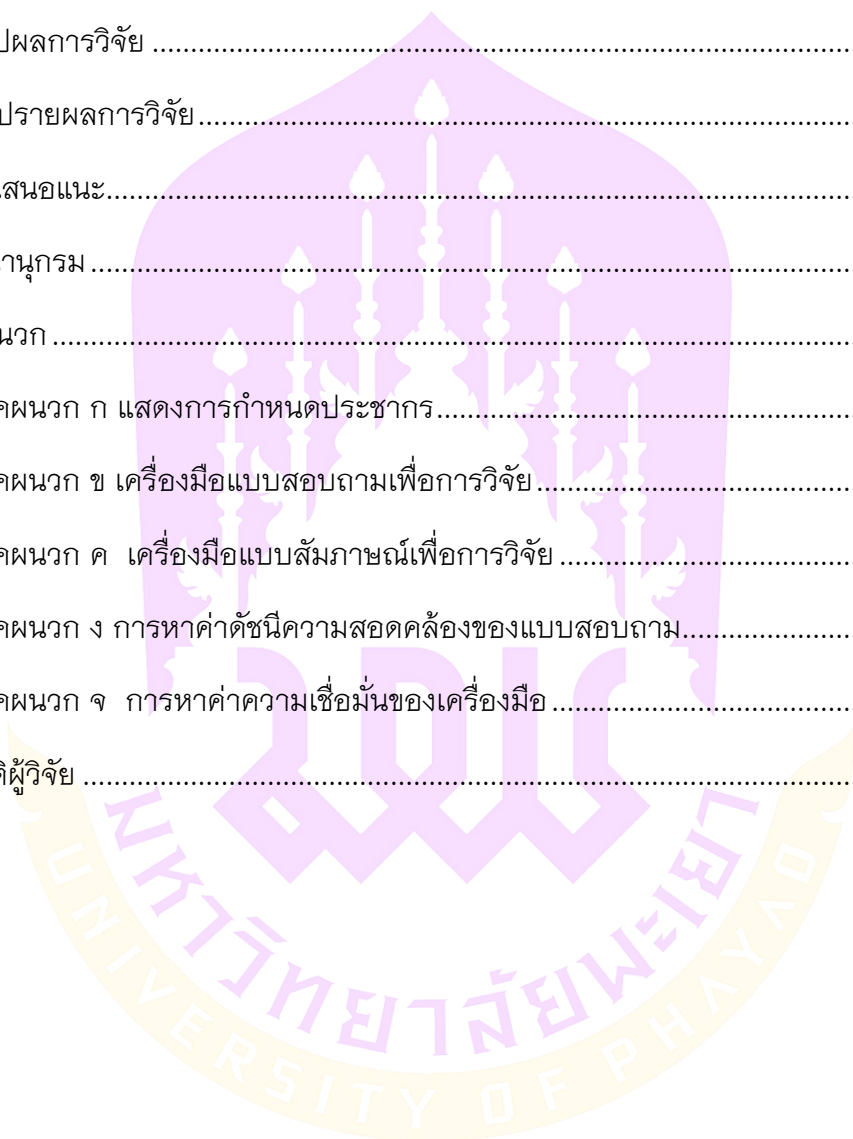 ปผลการวิจัย ................................................................................
ปรายผลการวิจัย................................................................................
สนอแนะ................................................................................
านุกรม ................................................................................
นวก ................................................................................
คผนวก ก แสดงการกำหนดประชากร................................................................
คผนวก ข เครื่องมือแบบสอบถามเพื่อการวิจัย................................................
คผนวก ค  เครื่องมือแบบสัมภาษณ์เพื่อการวิจัย ................................................
คผนวก ง การหาค่าดัชนีความสอดคล้องของแบบสอบถาม................................
คผนวก จ  การหาค่าความเชื่อมั่นของเครื่องมือ ................................................
ติผู้วิจัย ................................................................................
มหาวิทยาลัยพะเยา
UNIVERSITY OF PHAYAO